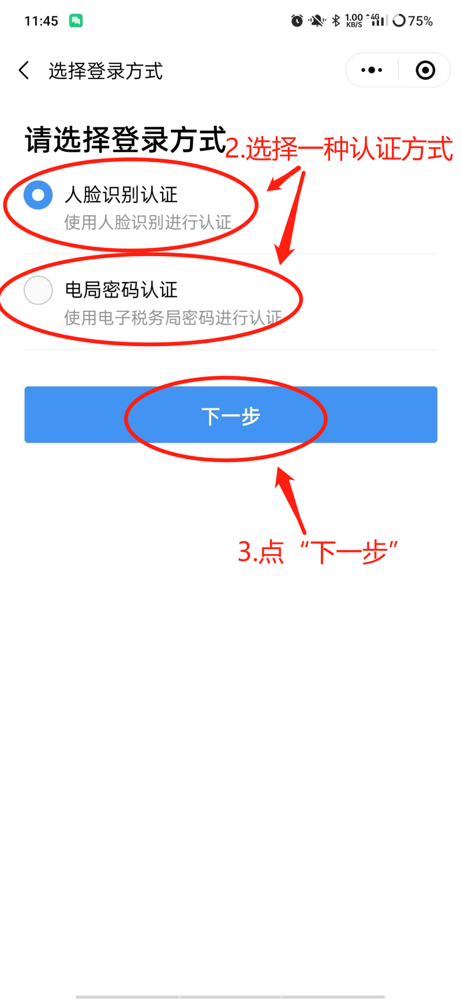 11:45
1.00 KB/S 4G 75%
选择登录方式
请选择登录方式
2.选择一种认证方式
人脸识别认证
使用人脸识别进行认证
电局密码认证
使用电子税务局密码进行认证
下一步
3.点“下一步”